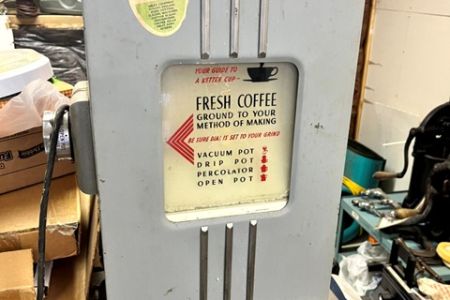 YOUR GUIDE TO
A BETTER CUP—
FRESH COFFEE
GROUND TO YOUR
METHOD OF MAKING
BE SURE DIAL IS SET TO YOUR GRIND
VACUUM POT
DRIP POT
PERCOLATOR
OPEN POT